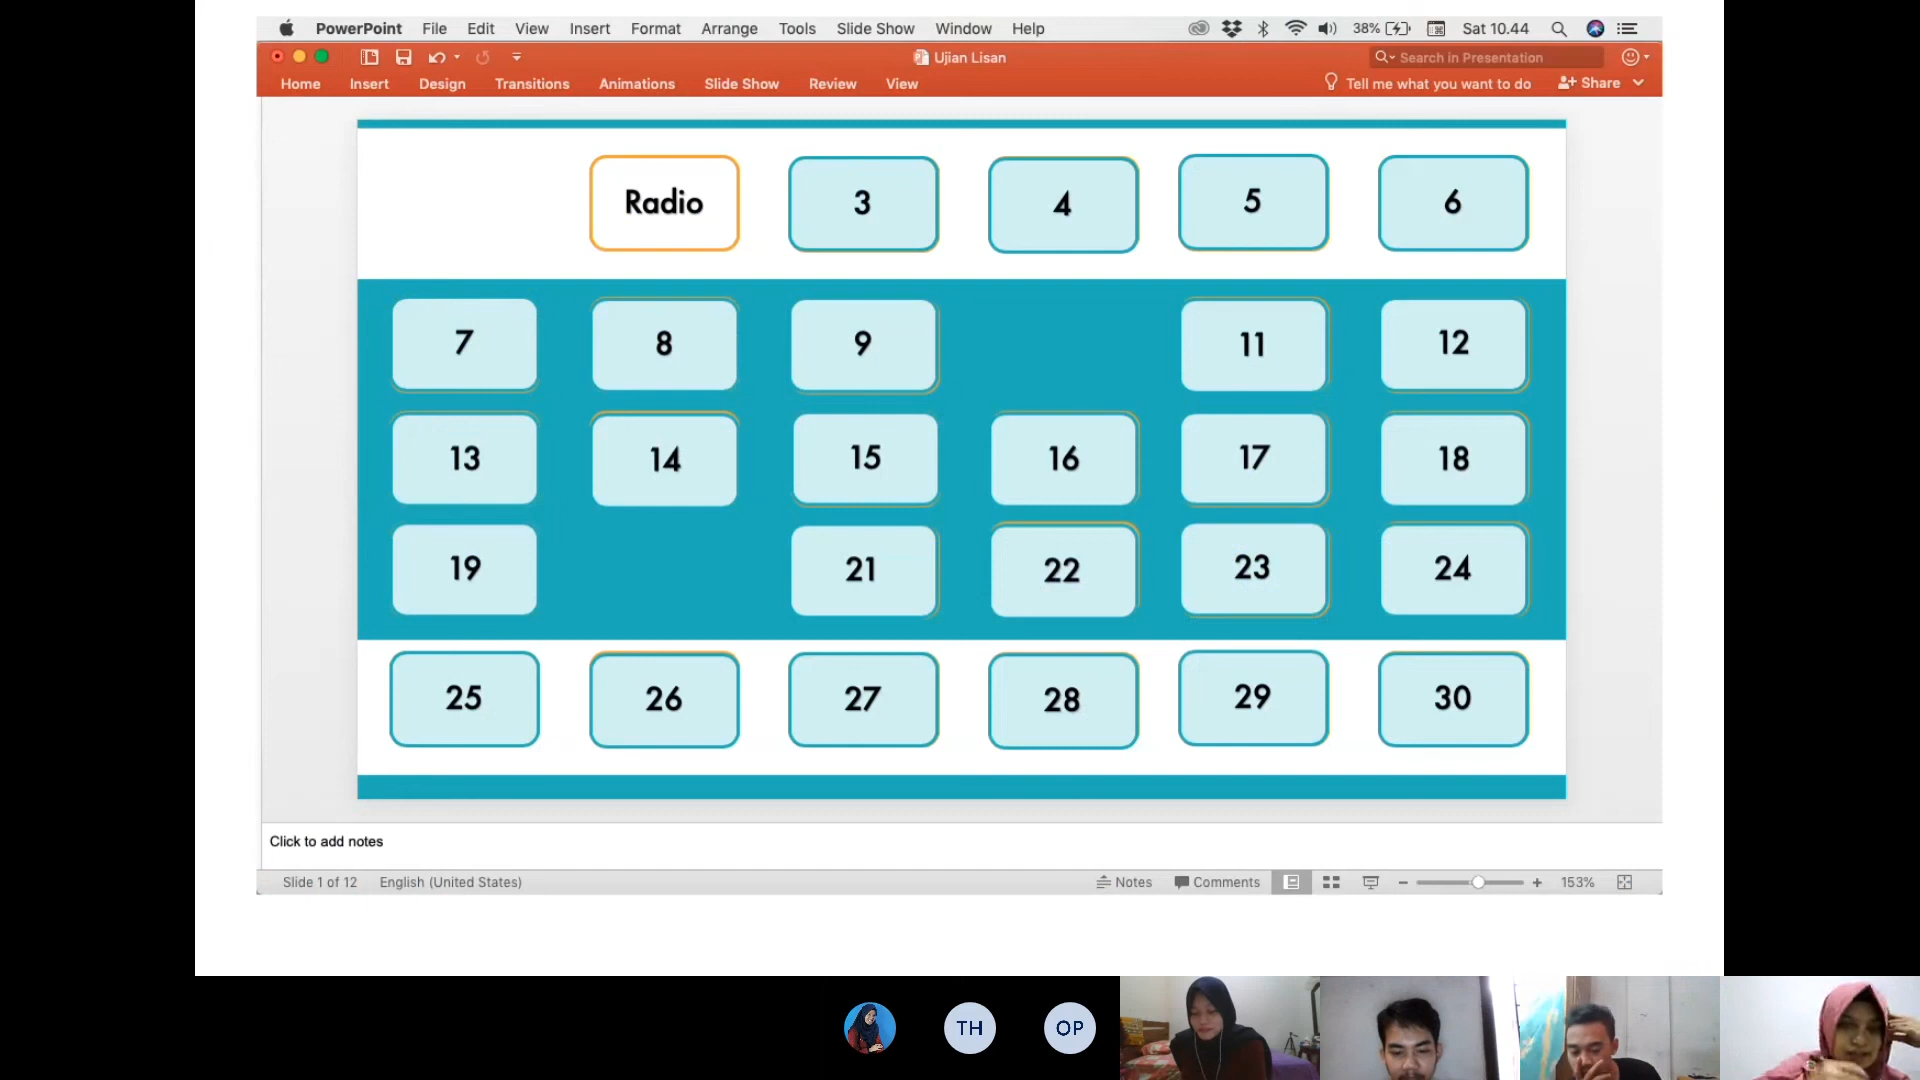 PowerPoint File Edit View Insert Format Arrange Tools Slide Show Window Help 38% Sat 10.44
Ujian Lisan Search in Presentation
Home Insert Design Transitions Animations Slide Show Review View Tell me what you want to do Share
Radio 3 4 5 6
7 8 9 11 12
13 14 15 16 17 18
19 21 22 23 24
25 26 27 28 29 30
Click to add notes
Slide 1 of 12 English (United States) Notes Comments 153%
TH OP